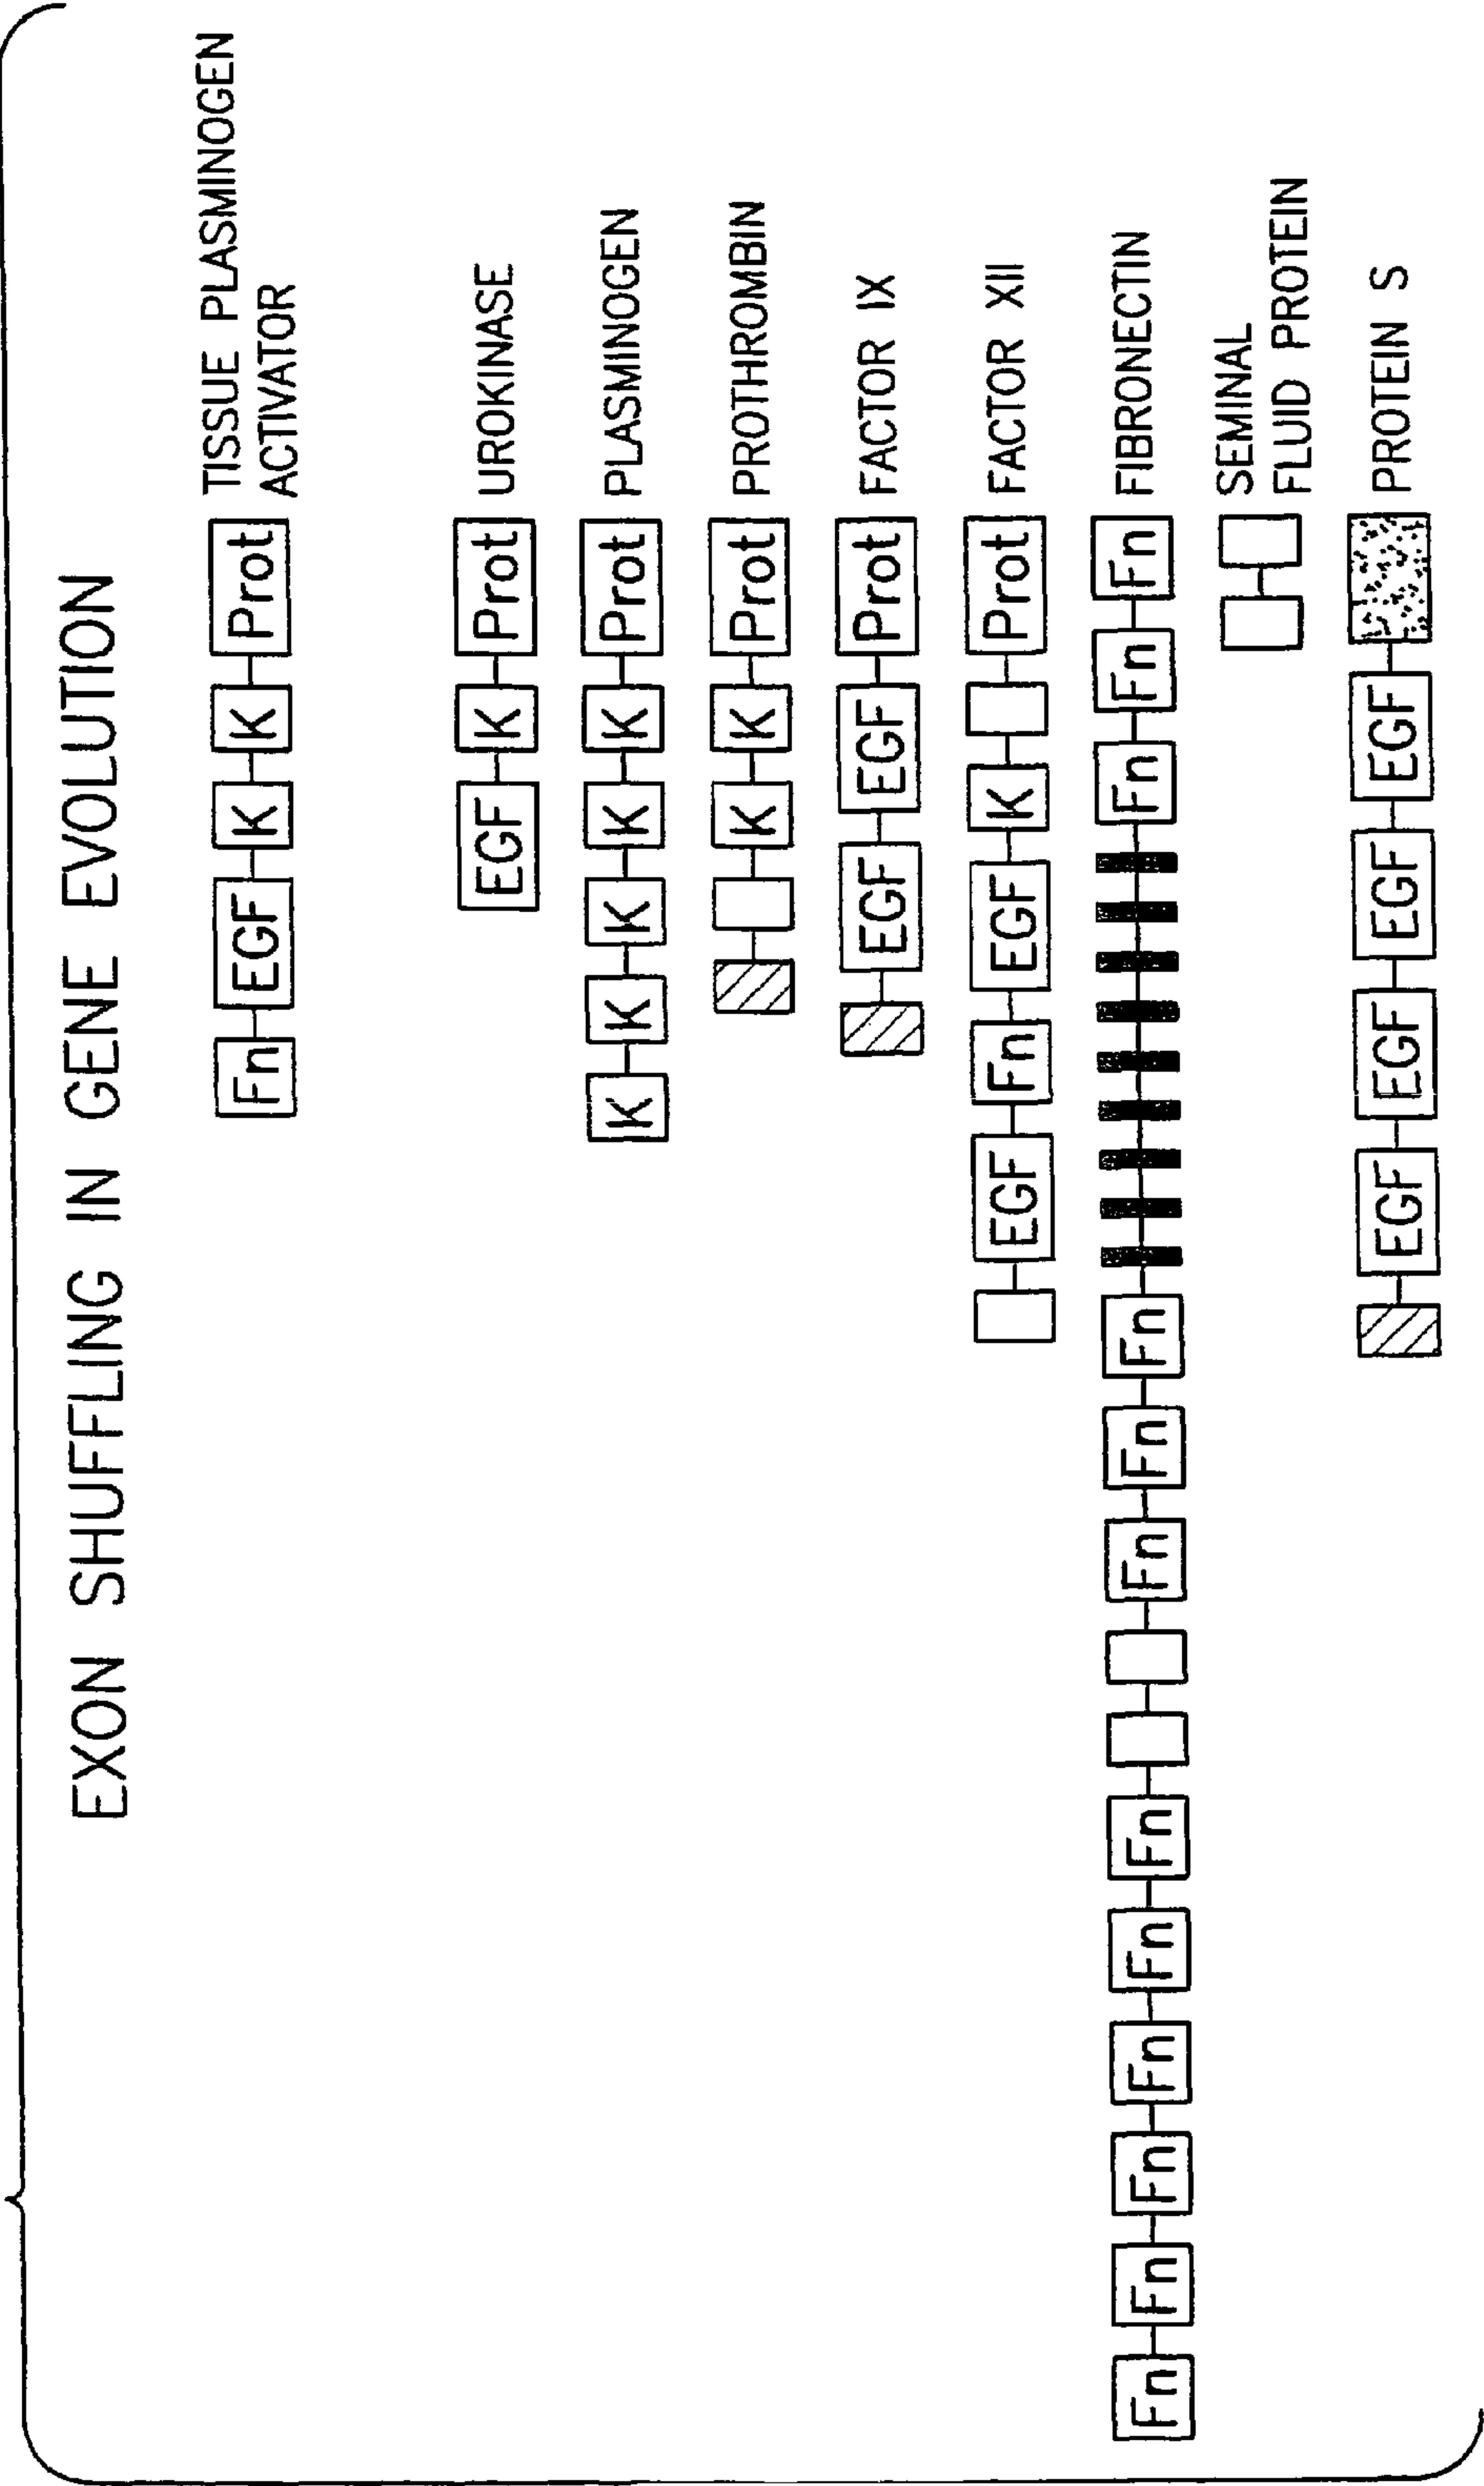 EXON SHUFFLING IN GENE EVOLUTION
Fn EGF K K Prot TISSUE PLASMINOGEN
ACTIVATOR
EGF K Prot UROKINASE
K K K K K Prot PLASMINOGEN
K K Prot PROTHROMBIN
EGF EGF Prot FACTOR IX
EGF Fn EGF K Prot FACTOR XII
Fn Fn Fn Fn Fn Fn Fn Fn Fn Fn Fn Fn FIBRONECTIN
SEMINAL
FLUID PROTEIN
EGF EGF EGF EGF PROTEIN S